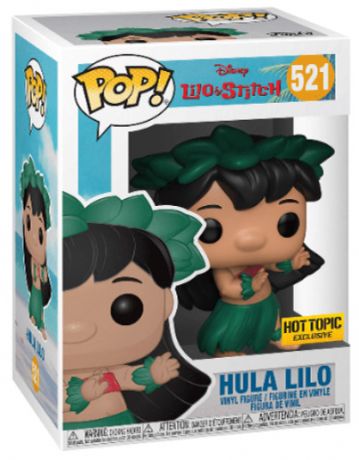 POP!
Disney
LILO & STITCH
521
HOT TOPIC
EXCLUSIVE
HULA LILO
VINYL FIGURE / FIGURINE EN VINYLE
FIGURA DE VINIL
HULA LILO